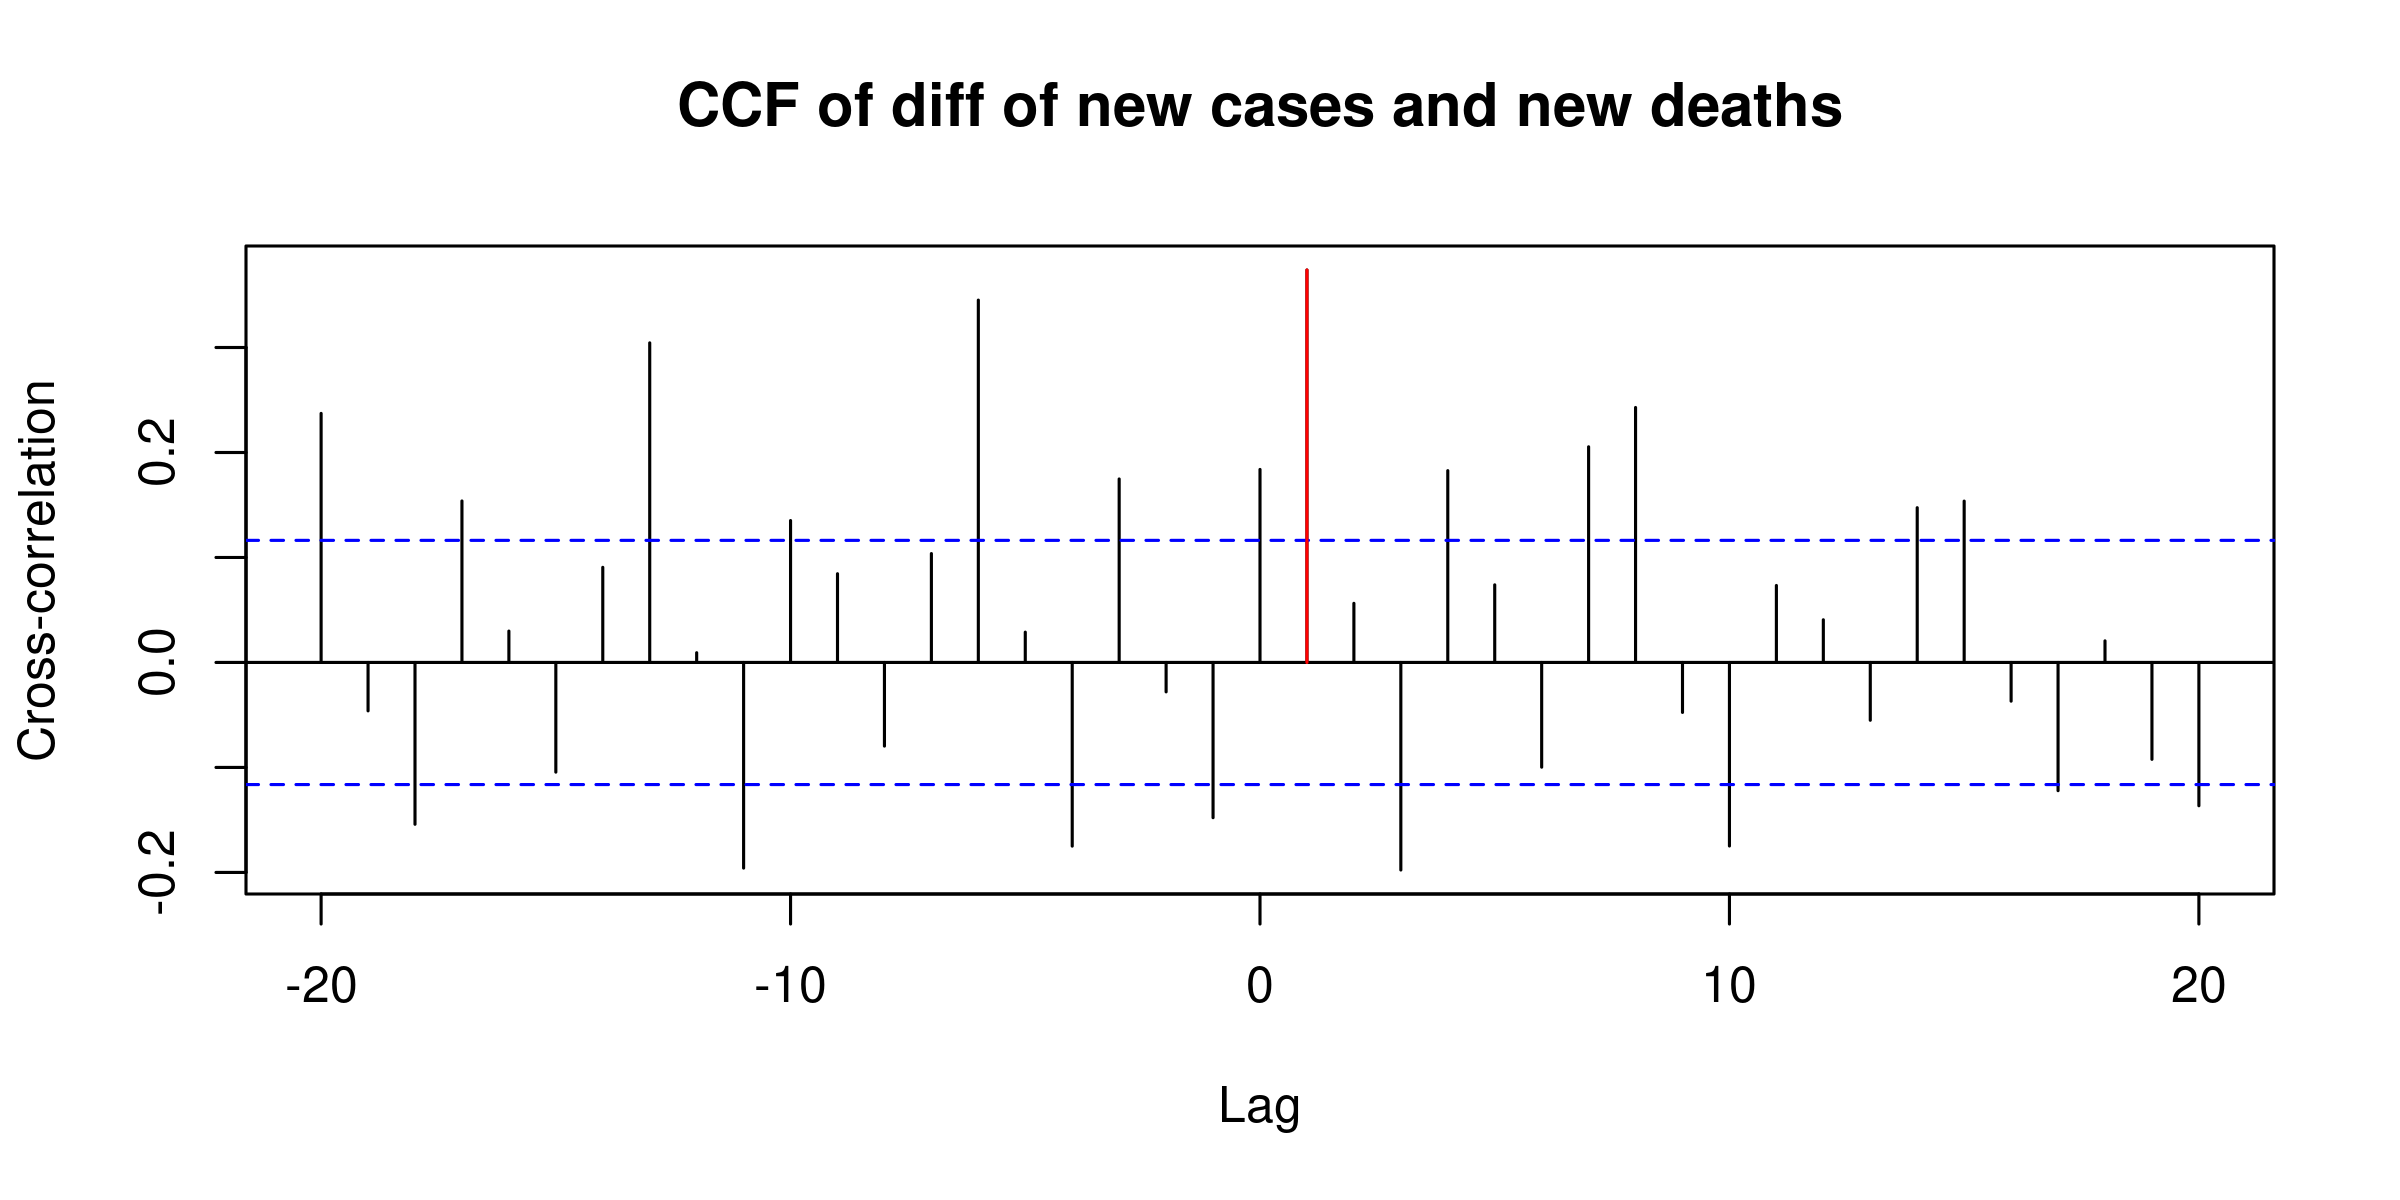 CCF of diff of new cases and new deaths
Cross-correlation
0.2
0.0
-0.2
-20 -10 0 10 20
Lag